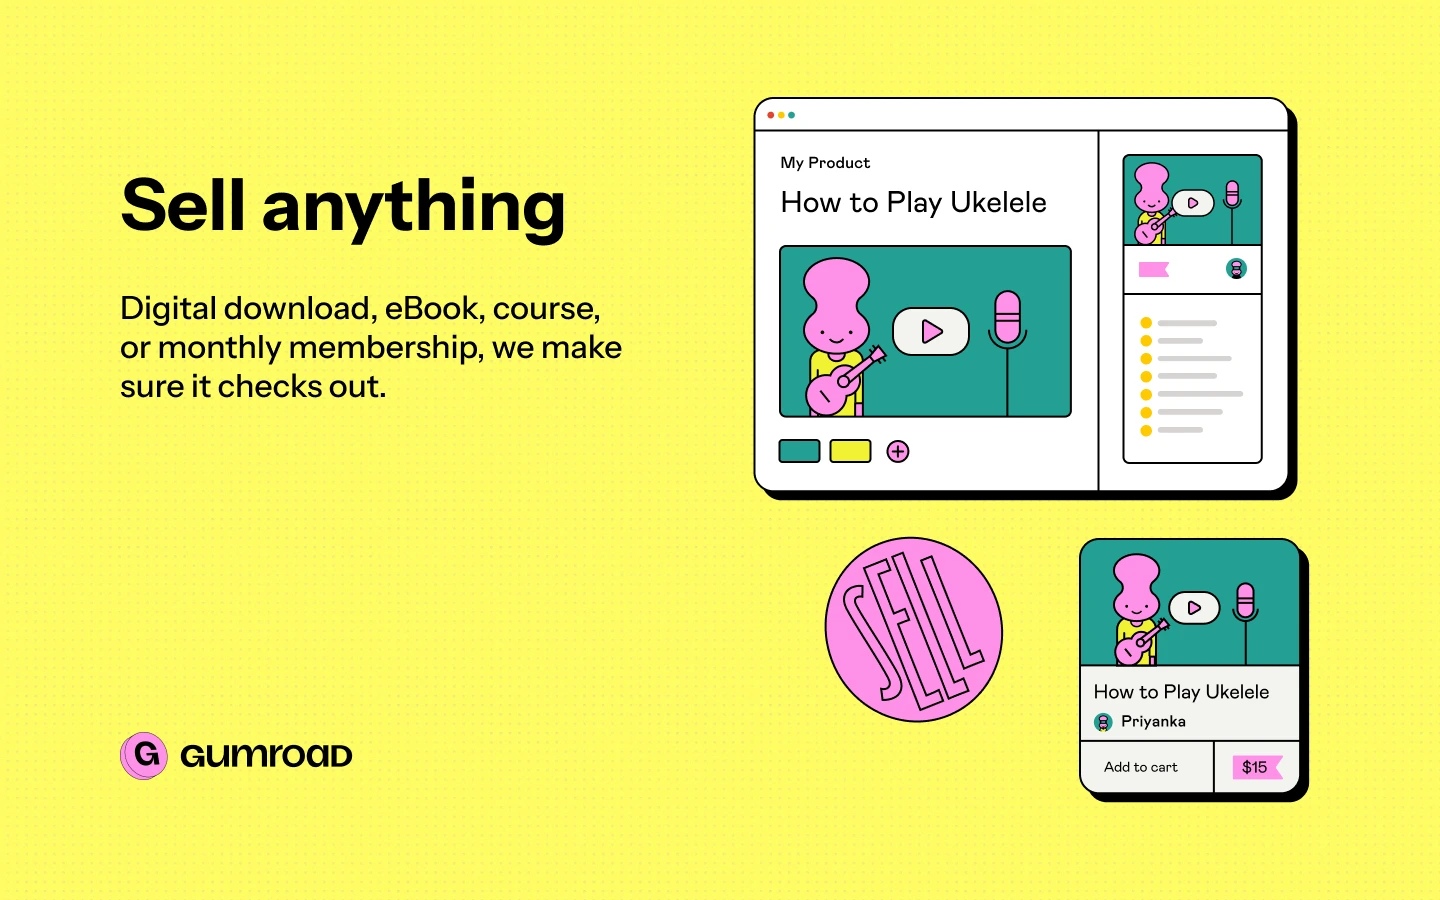 Sell anything
Digital download, eBook, course,
or monthly membership, we make
sure it checks out.
My Product
How to Play Ukelele
SELL
How to Play Ukelele
Priyanka
Add to cart
$15
G GUMROAD